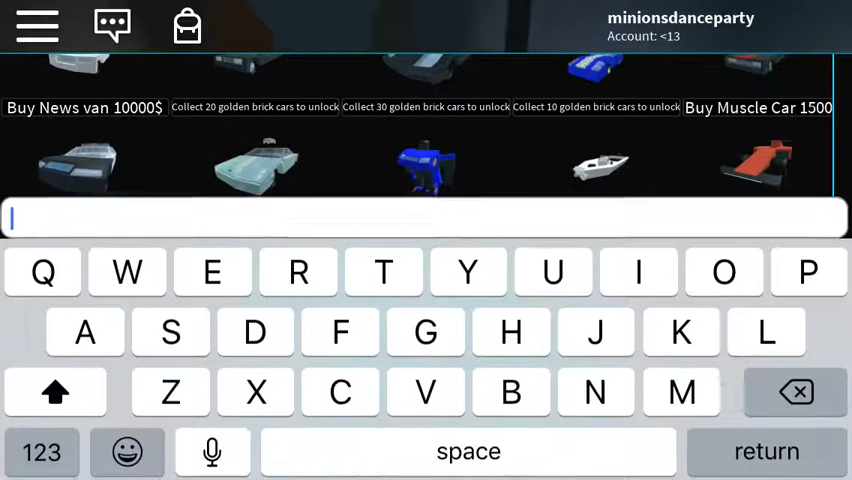 minionsdanceparty
Account: <13
Buy News van 10000$
Collect 20 golden brick cars to unlock
Collect 30 golden brick cars to unlock
Collect 10 golden brick cars to unlock
Buy Muscle Car 1500
Q W E R T Y U I O P
A S D F G H J K L
Z X C V B N M
123 space return